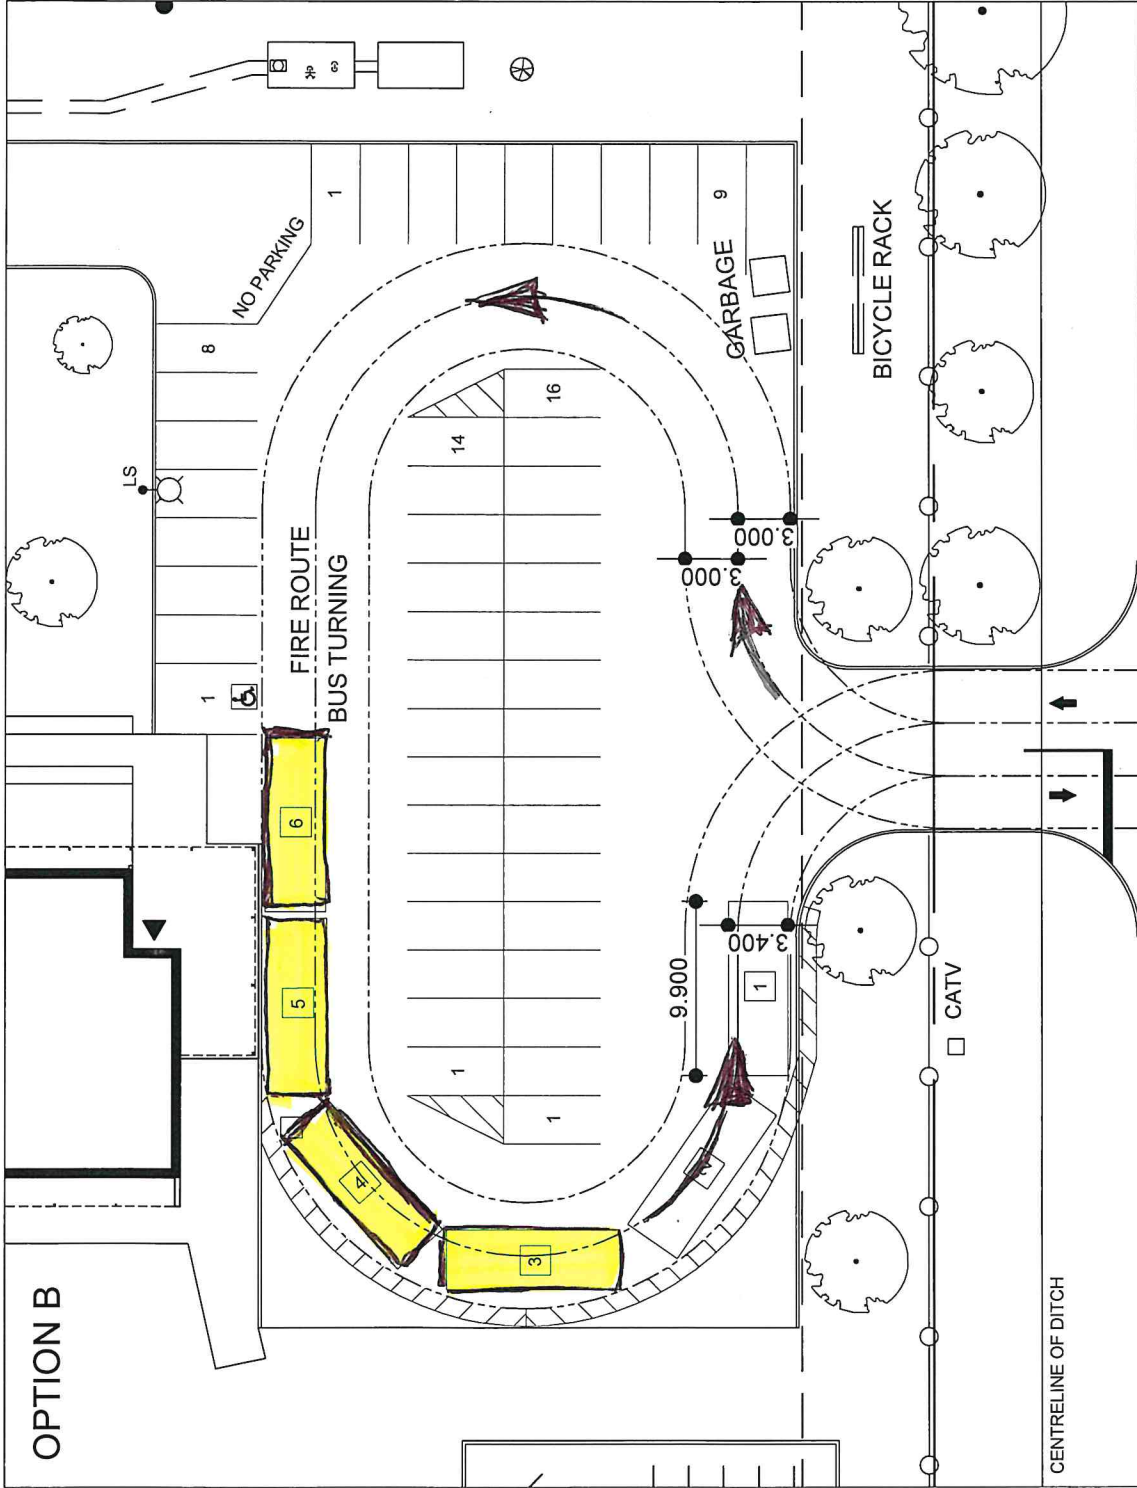 OPTION B
NO PARKING
1
9
8
LS
FIRE ROUTE
BUS TURNING
1
GARBAGE
BICYCLE RACK
14
16
3.000
3.000
6
5
4
3
2
1
1
1
9.900
3.400
CATV
CENTRELINE OF DITCH